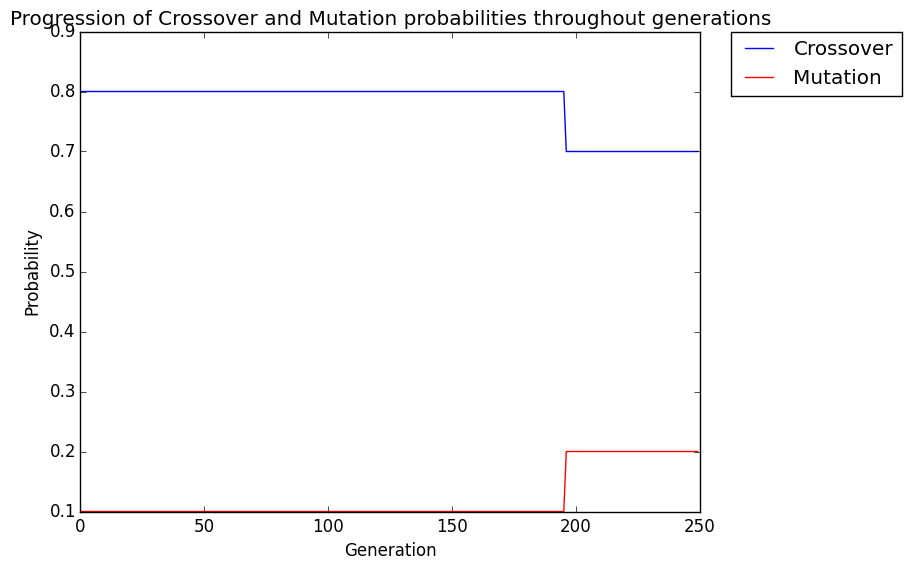 Progression of Crossover and Mutation probabilities throughout generations
Crossover
Mutation
Probability
0.9
0.8
0.7
0.6
0.5
0.4
0.3
0.2
0.1
0 50 100 150 200 250
Generation